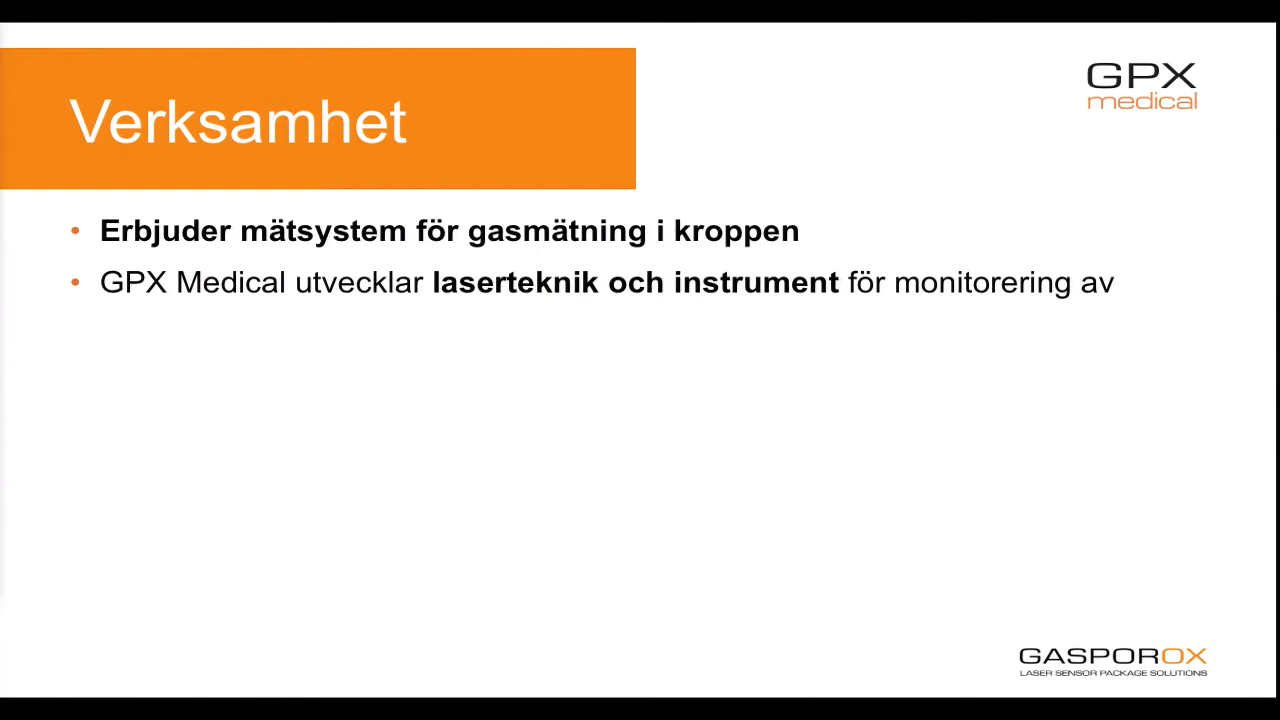 GPX
medical
Verksamhet
• Erbjuder mätsystem för gasmätning i kroppen
• GPX Medical utvecklar laserteknik och instrument för monitorering av
GASPOROX
LASER SENSOR PACKAGE SOLUTIONS